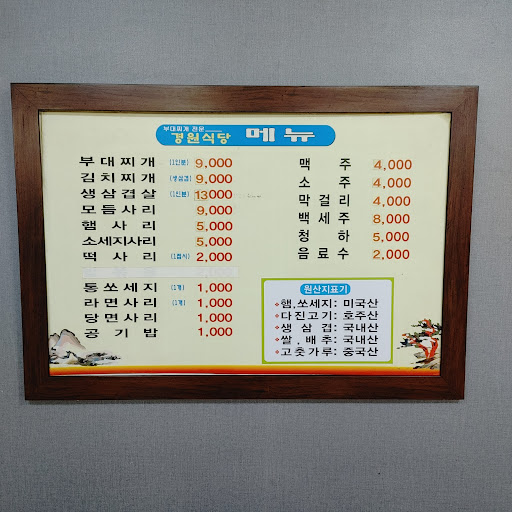 부대찌개 전문
경원식당 메뉴
부대찌개 (1인분) 9,000
김치찌개 (생삼겹) 9,000
생삼겹살 (1인분) 13000
모듬사리 9,000
햄사리 5,000
소세지사리 5,000
떡사리 (1접시) 2,000
통쏘세지 (1개) 1,000
라면사리 (1개) 1,000
당면사리 1,000
공기밥 1,000
맥주 4,000
소주 4,000
막걸리 4,000
백세주 8,000
청하 5,000
음료수 2,000
원산지표기
햄,쏘세지: 미국산
다진고기: 호주산
생삼겹: 국내산
쌀.배추: 국내산
고춧가루: 중국산